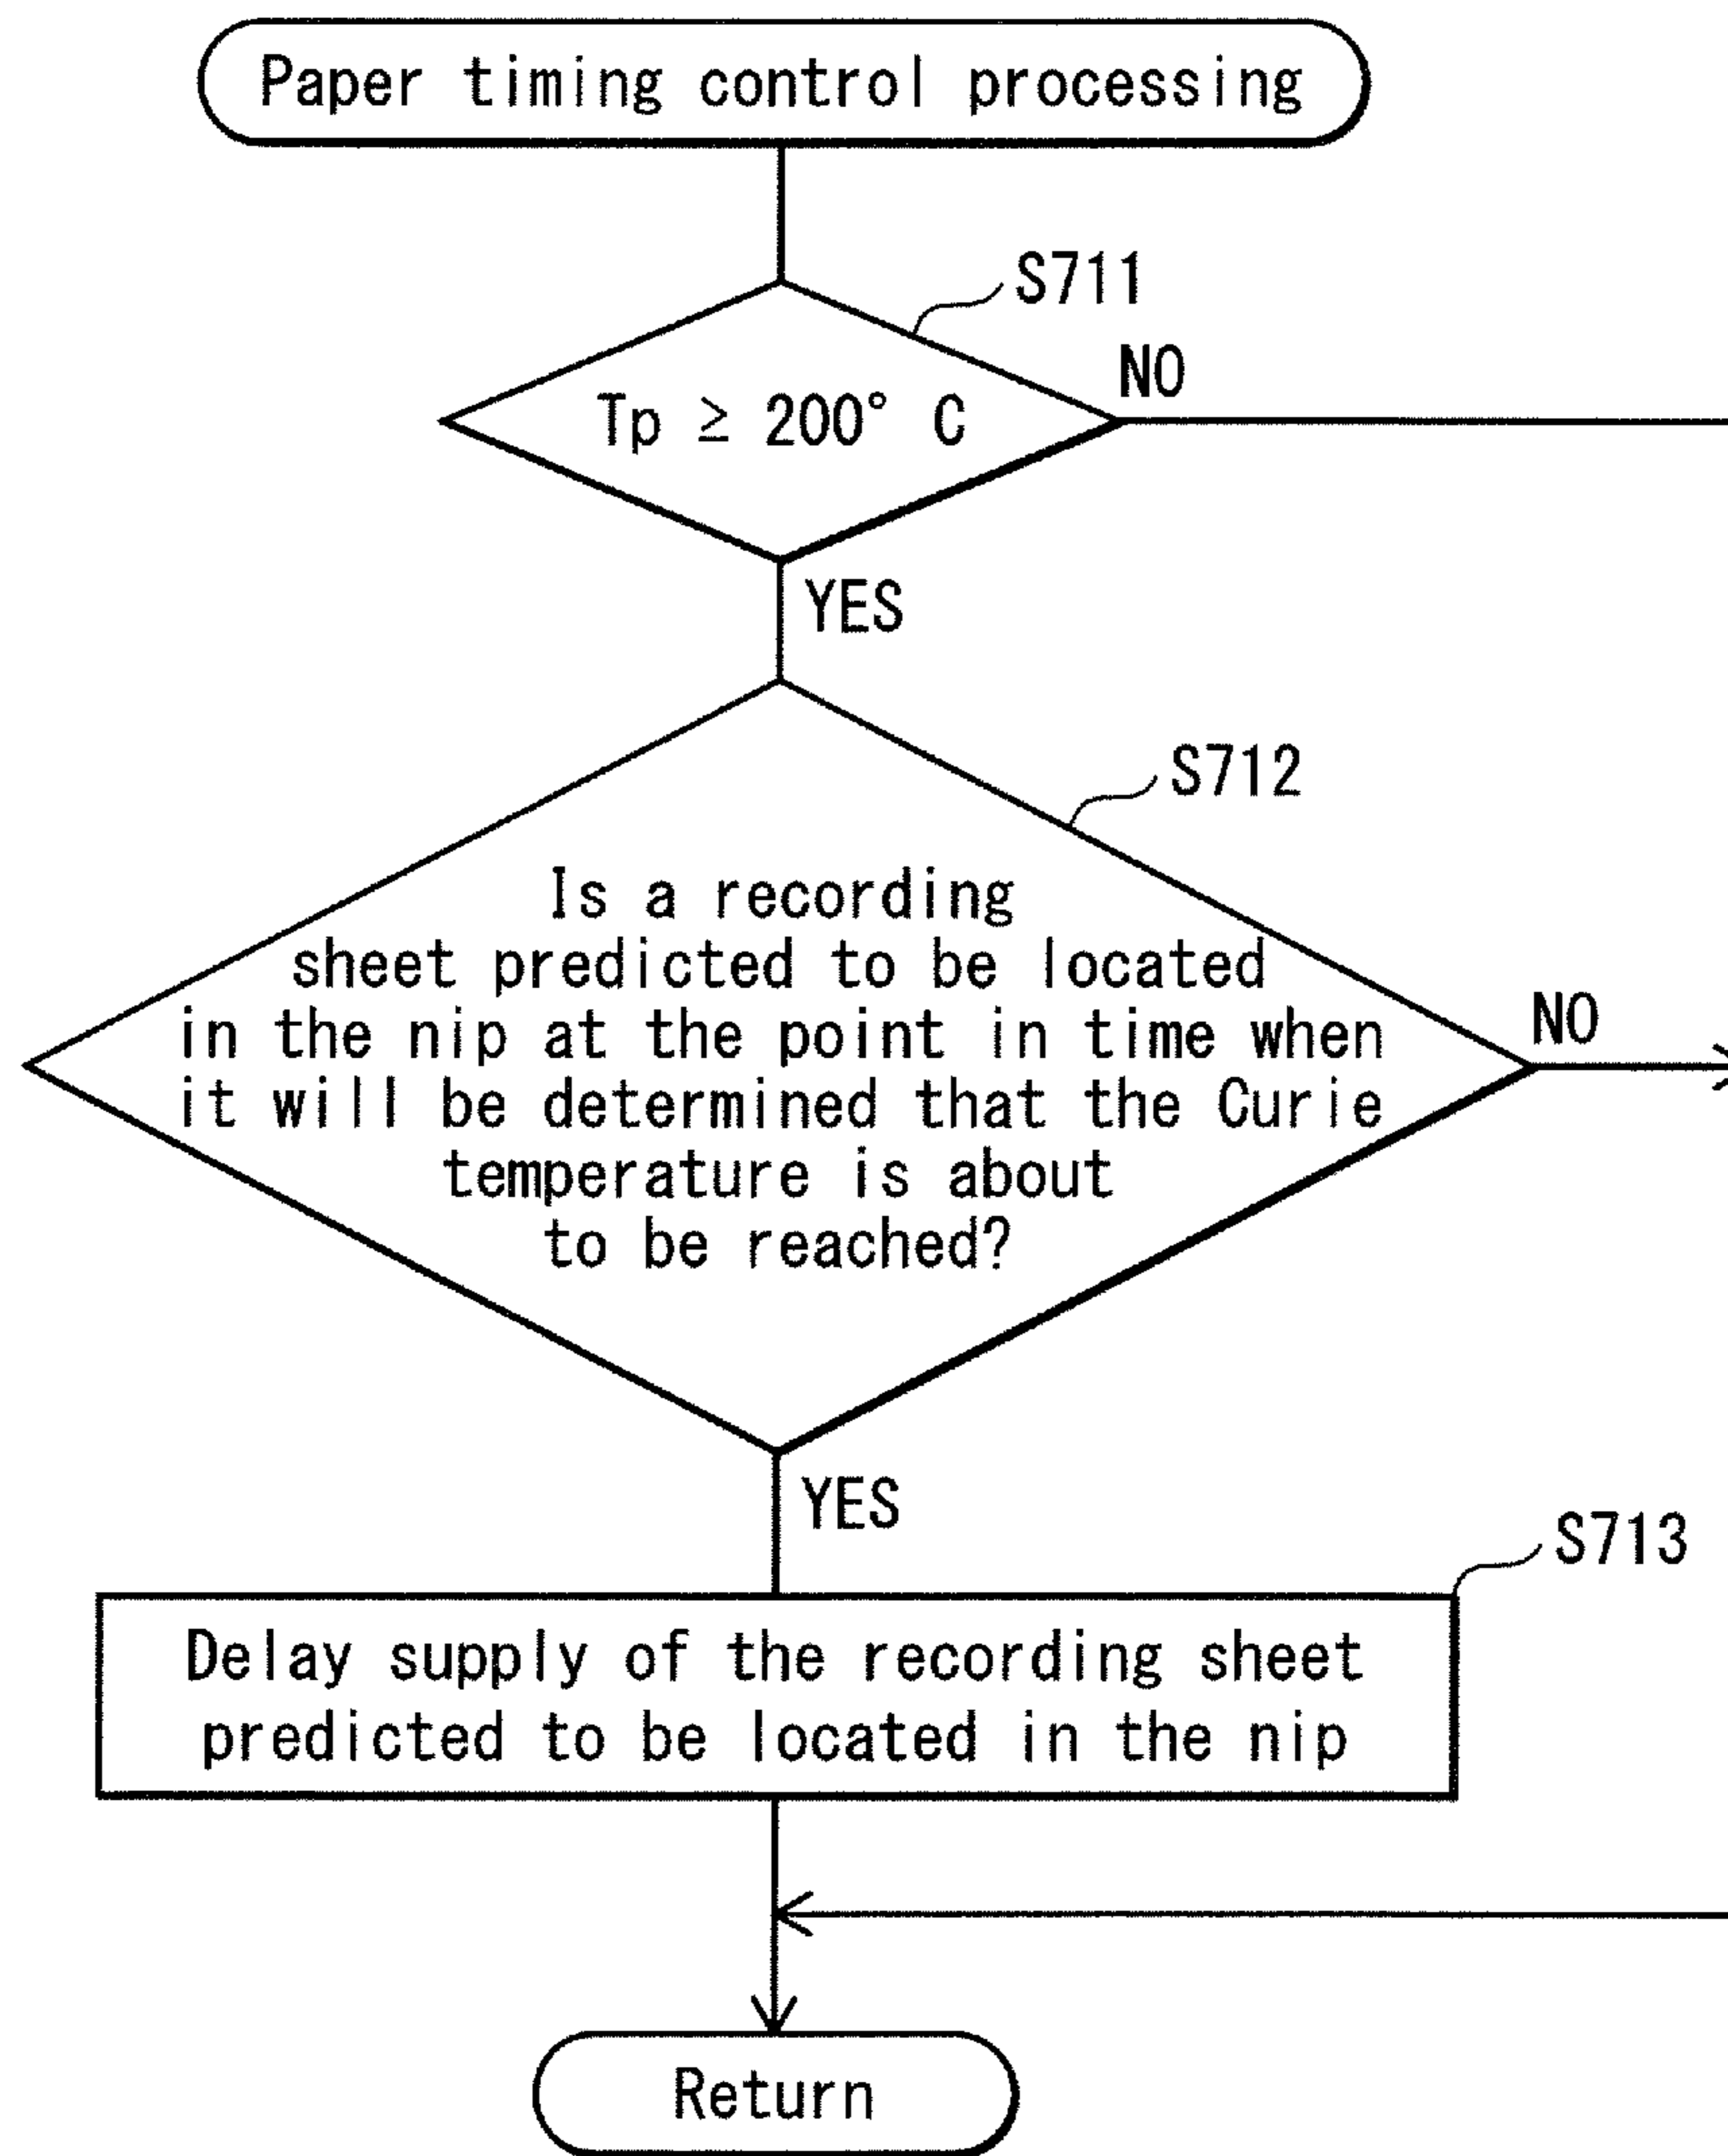 Paper timing control processing
S711
Tp ≥ 200° C
NO
YES
S712
Is a recording
sheet predicted to be located
in the nip at the point in time when
it will be determined that the Curie
temperature is about
to be reached?
NO
YES
S713
Delay supply of the recording sheet
predicted to be located in the nip
Return